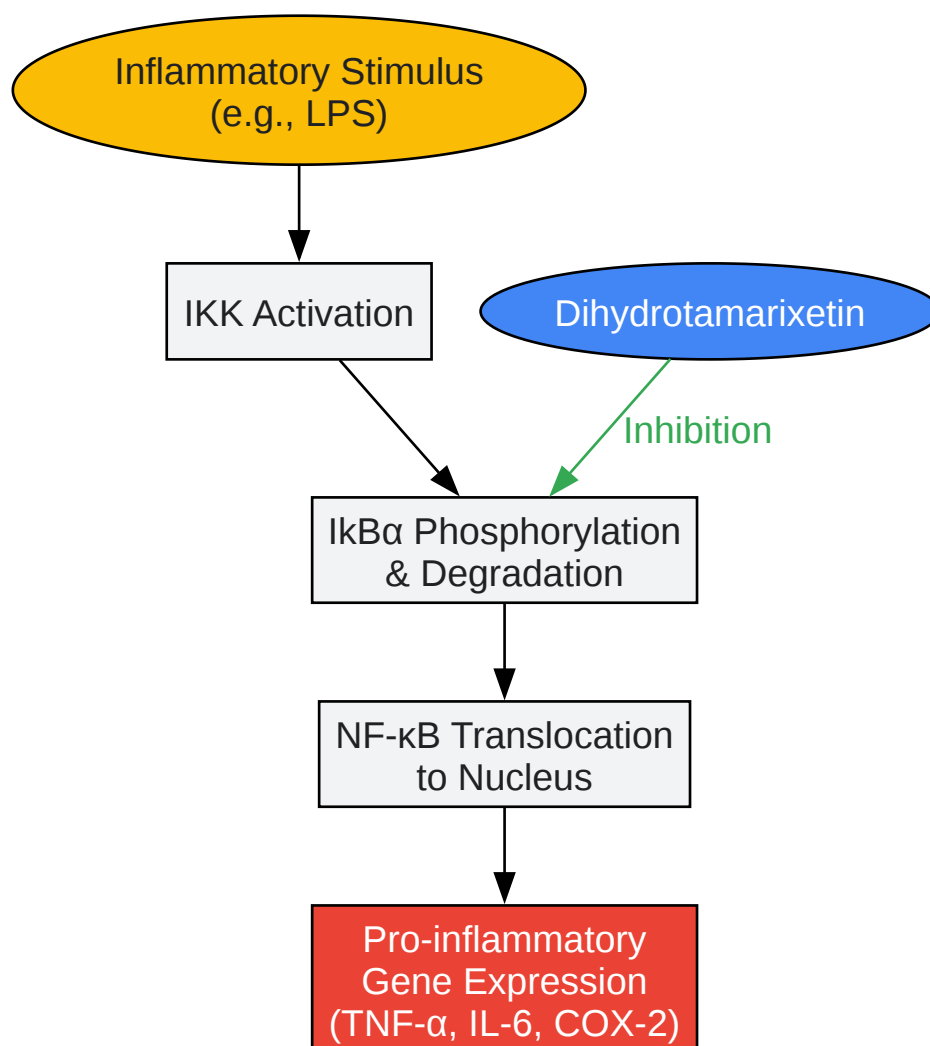 Inflammatory Stimulus
(e.g., LPS)
IKK Activation
Dihydrotamarixetin
Inhibition
IkBα Phosphorylation
& Degradation
NF-κB Translocation
to Nucleus
Pro-inflammatory
Gene Expression
(TNF-α, IL-6, COX-2)